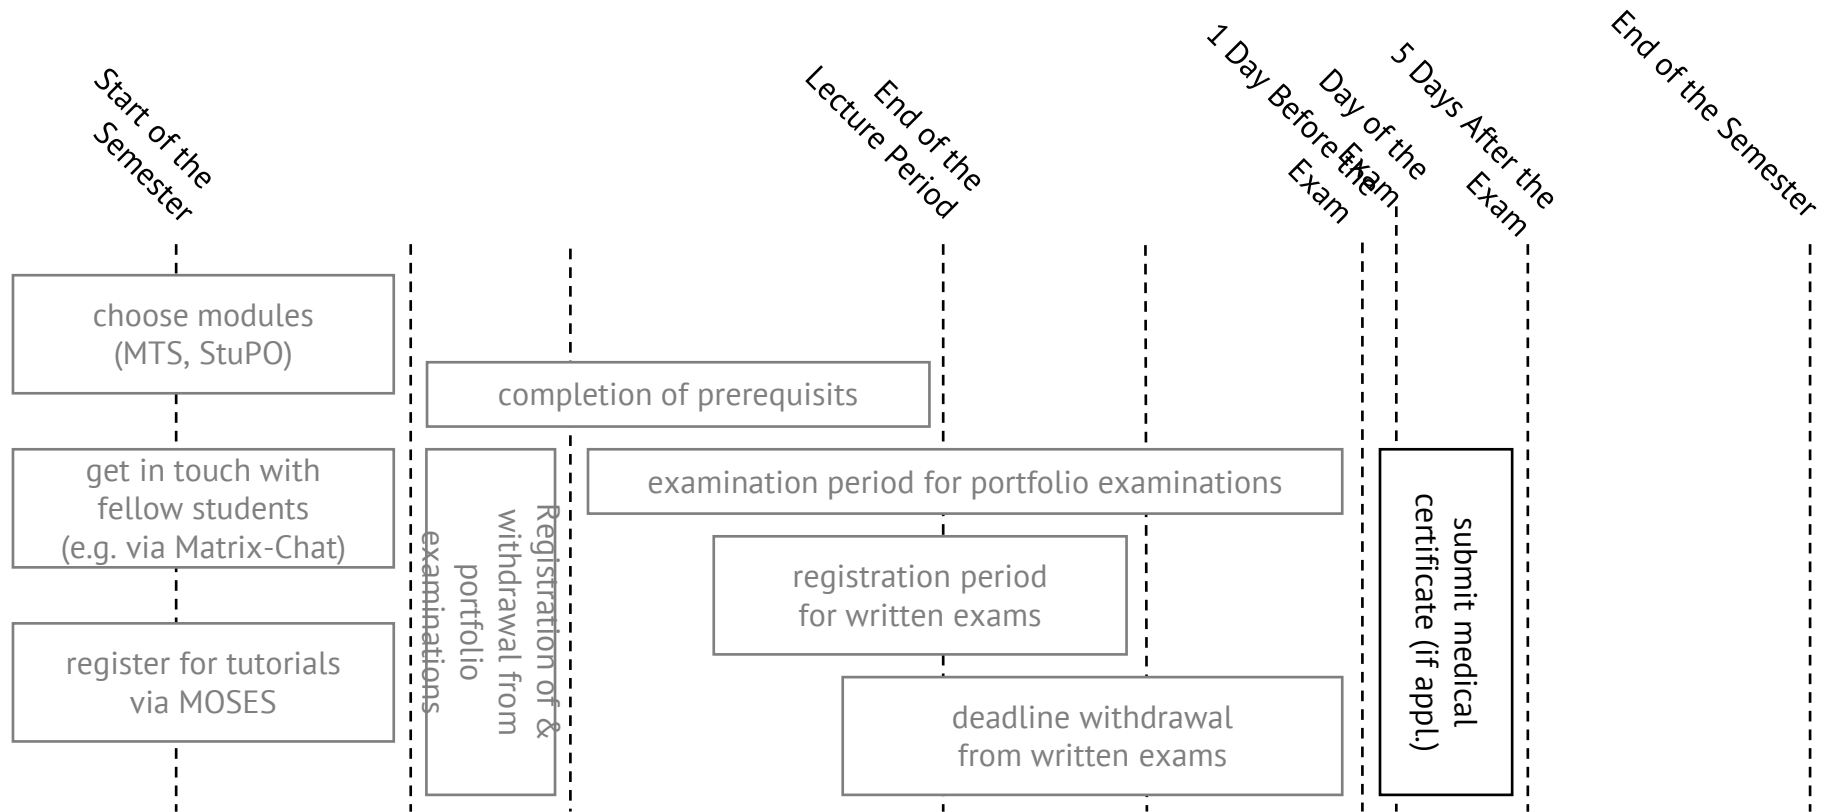 Start of the
Semester
End of the
Lecture Period
1 Day Before the
Exam
Day of the
Exam
5 Days After the
Exam
End of the Semester
choose modules
(MTS, StuPO)
completion of prerequisits
get in touch with
fellow students
(e.g. via Matrix-Chat)
Registration of &
withdrawal from
portfolio
examinations
examination period for portfolio examinations
registration period
for written exams
submit medical
certificate (if appl.)
register for tutorials
via MOSES
deadline withdrawal
from written exams